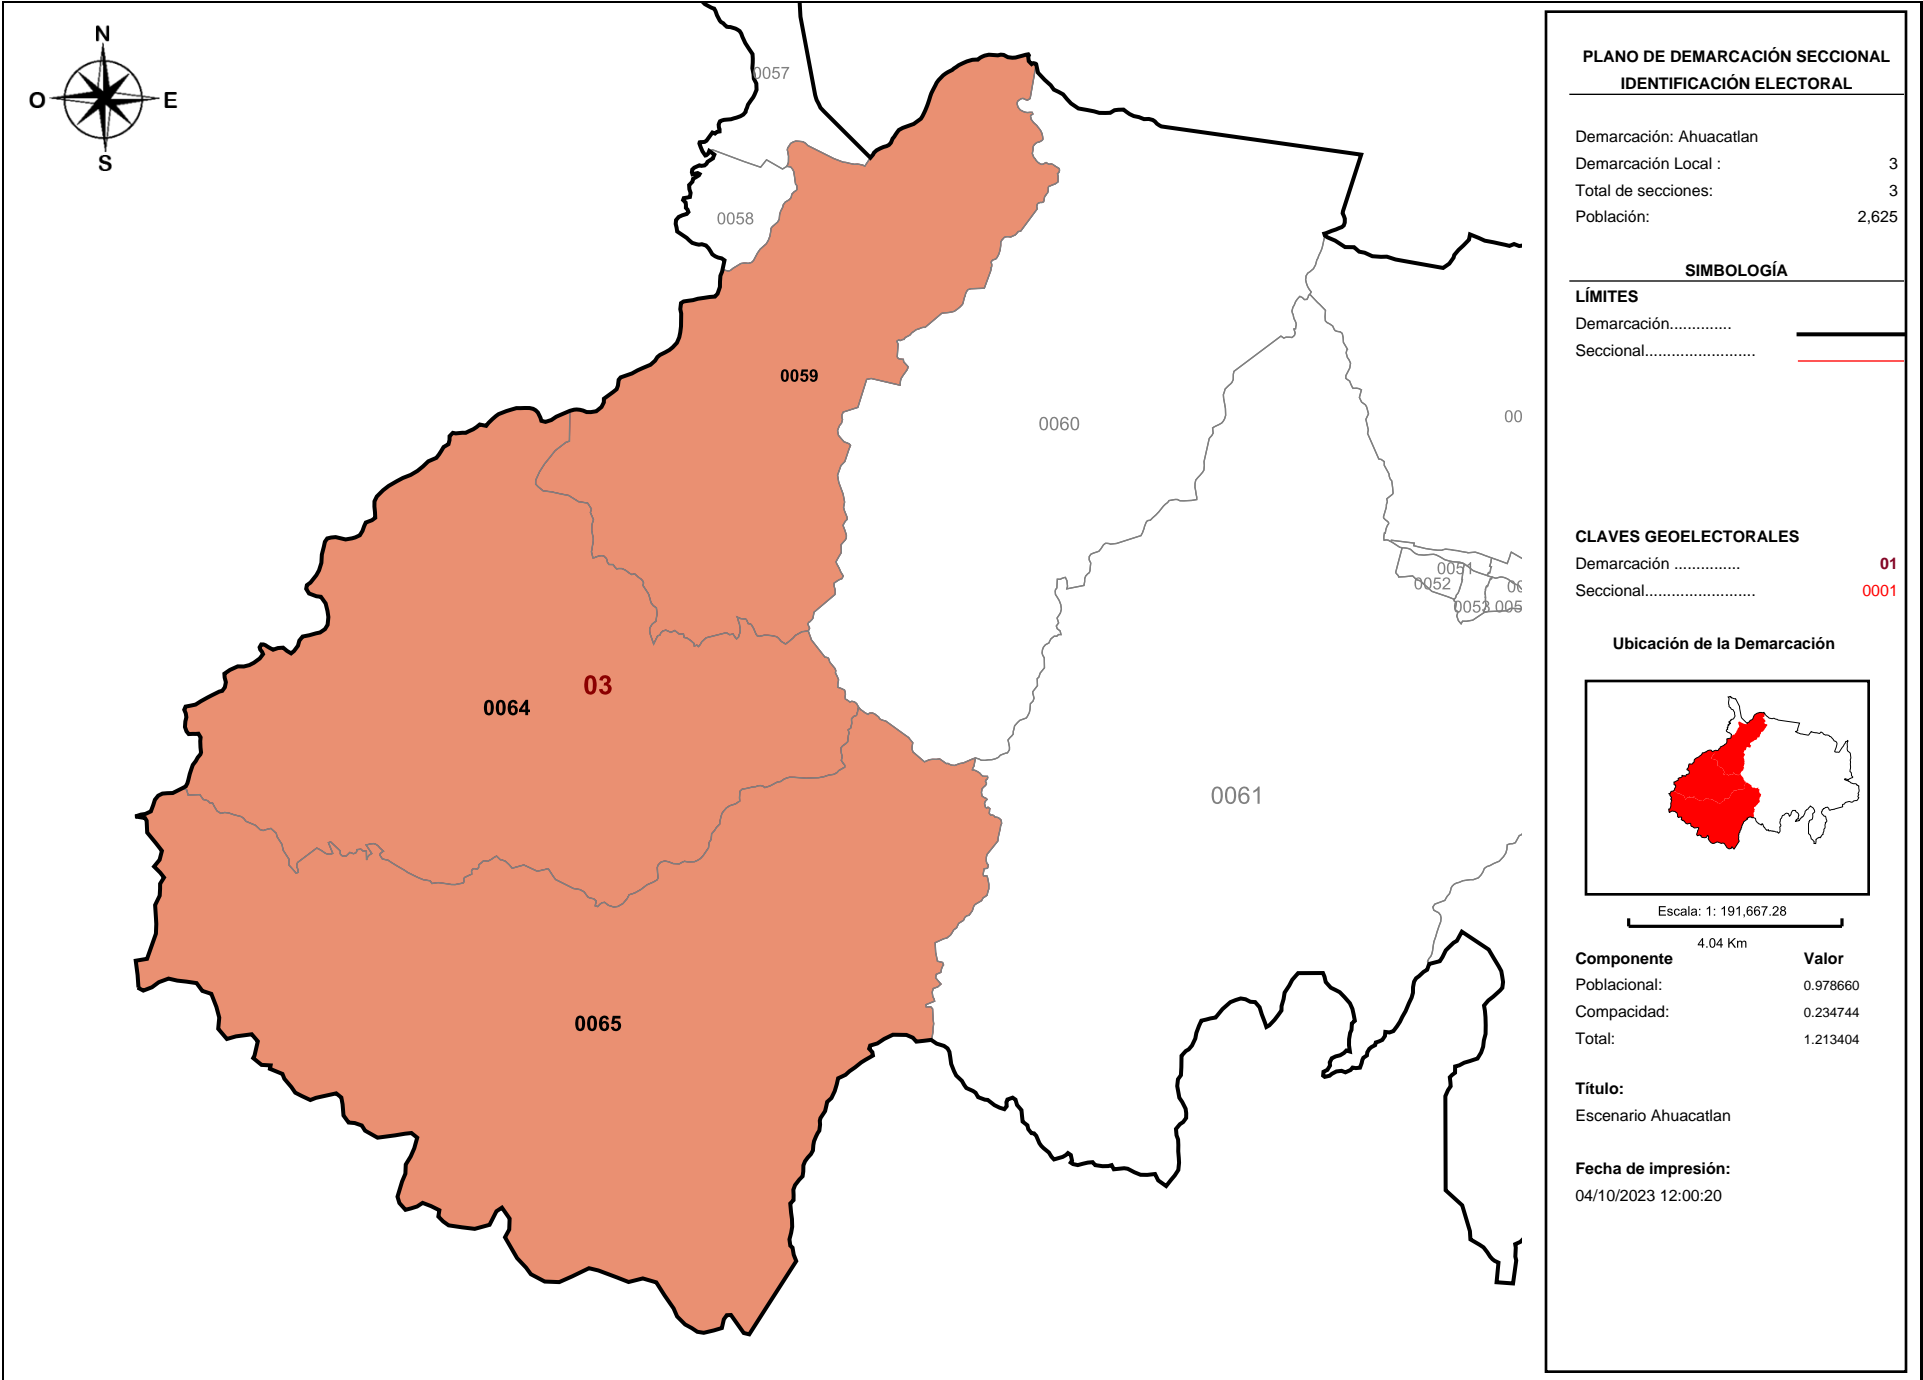 N
O
E
S
0057
0058
0059
0060
00
0051
0052
00
0053
005
03
0064
0061
0065
PLANO DE DEMARCACIÓN SECCIONAL
IDENTIFICACIÓN ELECTORAL
Demarcación: Ahuacatlan
Demarcación Local : 3
Total de secciones: 3
Población: 2,625
SIMBOLOGÍA
LÍMITES
Demarcación..............
Seccional.........................
CLAVES GEOELECTORALES
Demarcación ............... 01
Seccional......................... 0001
Ubicación de la Demarcación
Escala: 1: 191,667.28
4.04 Km
Componente Valor
Poblacional: 0.978660
Compacidad: 0.234744
Total: 1.213404
Título:
Escenario Ahuacatlan
Fecha de impresión:
04/10/2023 12:00:20